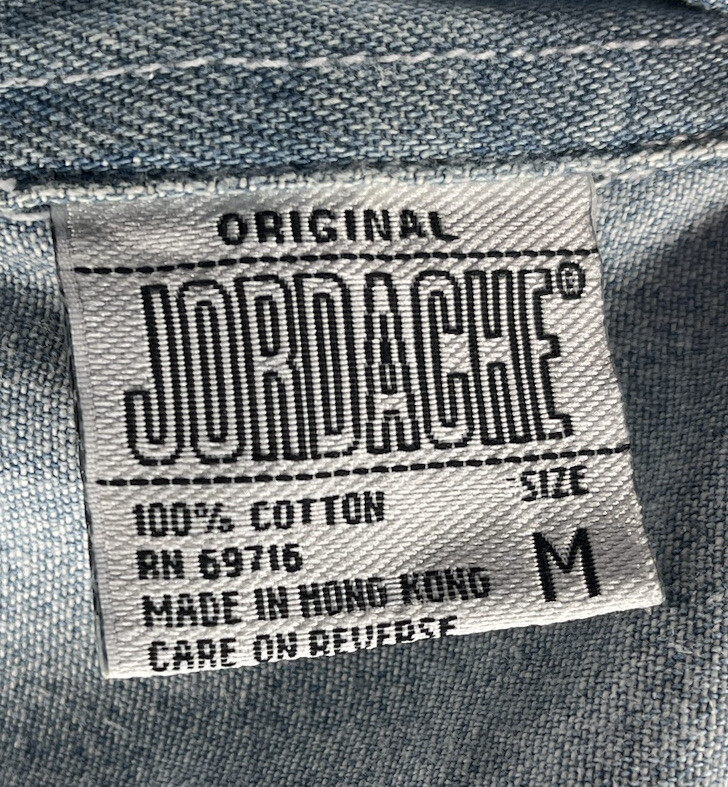 ORIGINAL
JORDACHE®
SIZE
100% COTTON
RN 69716
M
MADE IN HONG KONG
CARE ON REVERSE